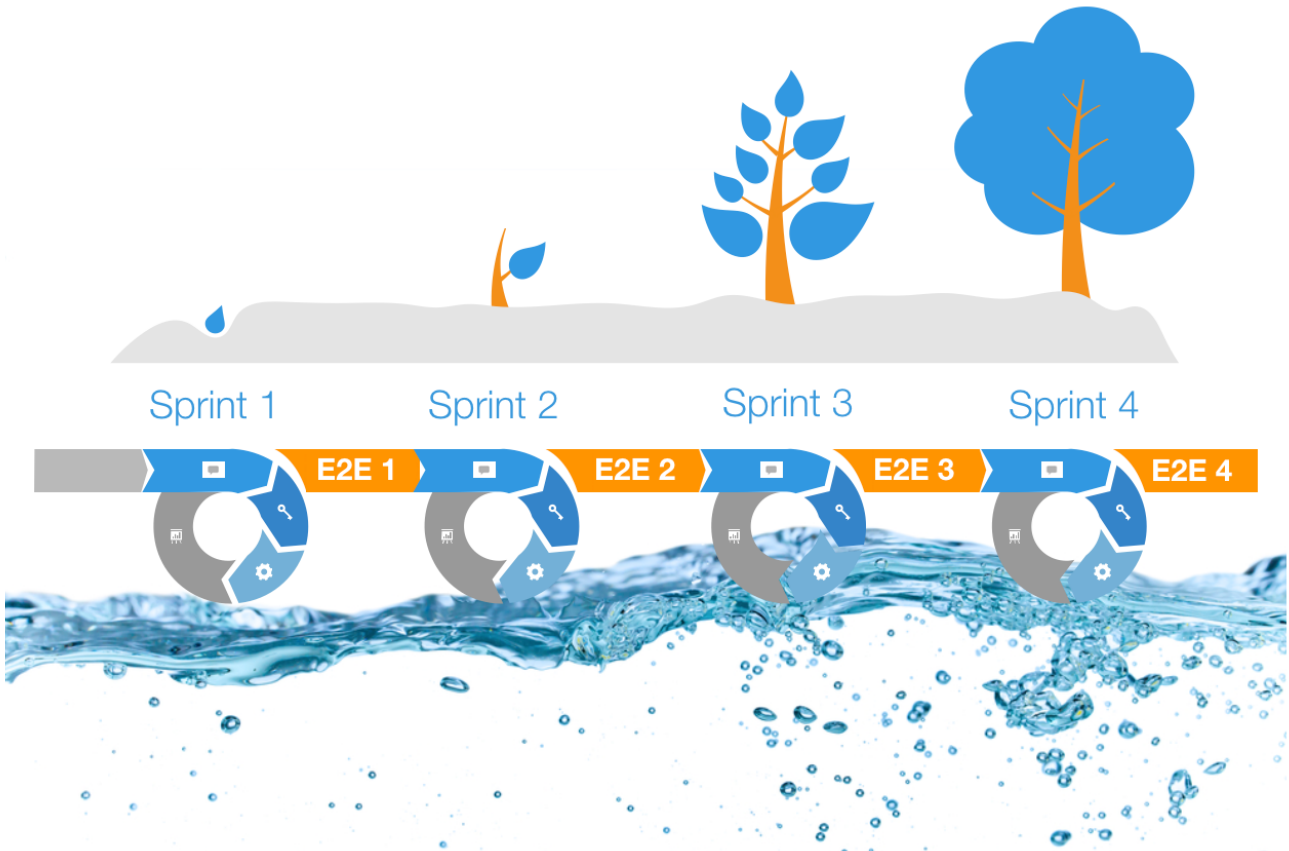 Sprint 1
Sprint 2
Sprint 3
Sprint 4
E2E 1
E2E 2
E2E 3
E2E 4